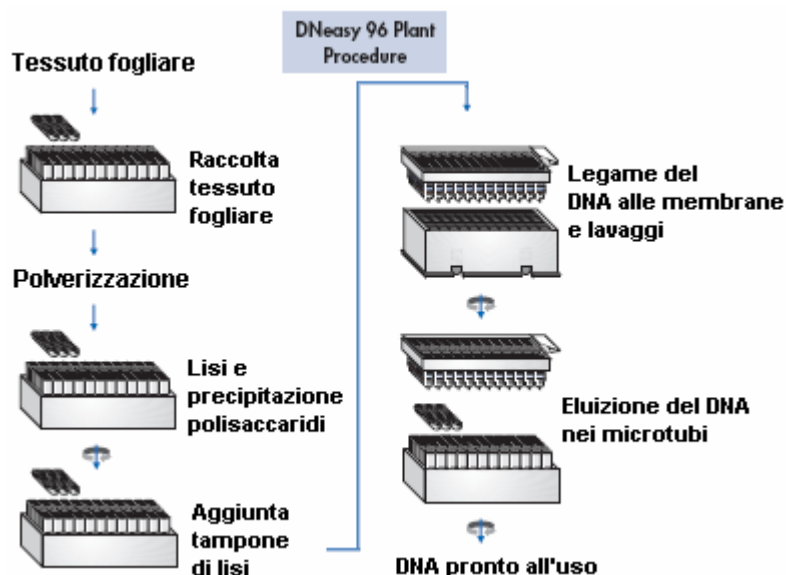 DNeasy 96 Plant
Procedure
Tessuto fogliare
Raccolta
tessuto
fogliare
Polverizzazione
Lisi e
precipitazione
polisaccaridi
Aggiunta
tampone
di lisi
Legame del
DNA alle membrane
e lavaggi
Eluizione del DNA
nei microtubi
DNA pronto all'uso